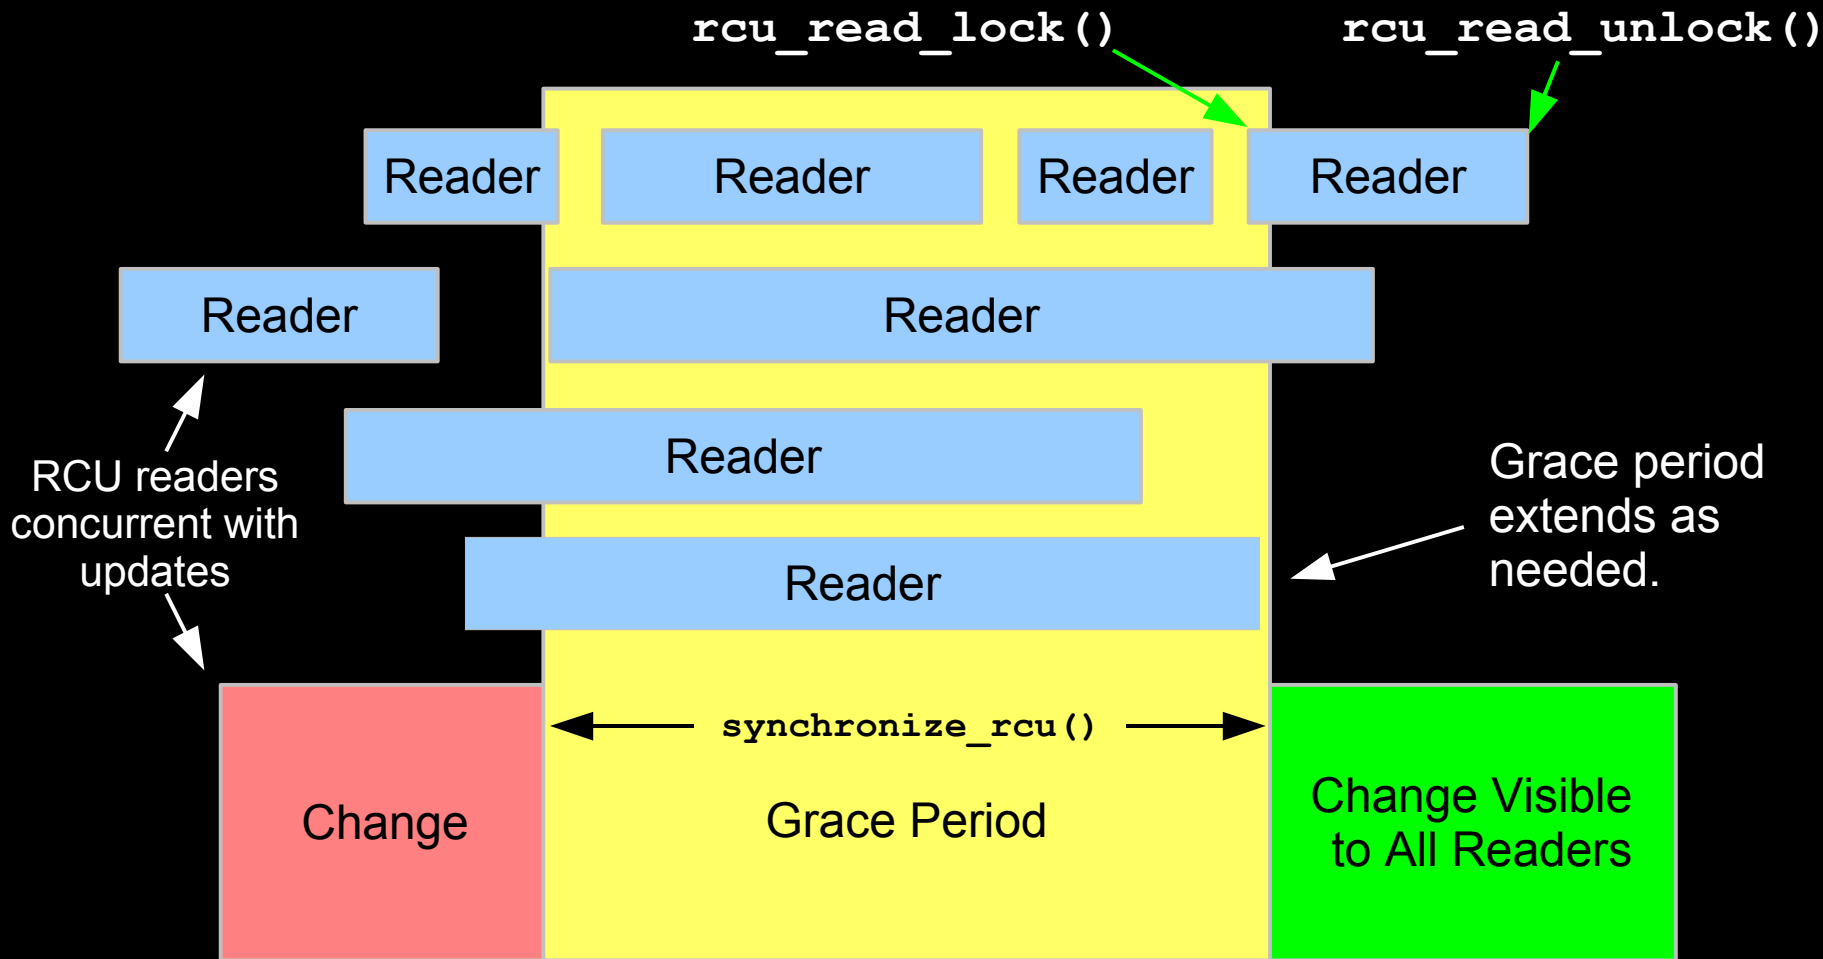 rcu_read_lock()
rcu_read_unlock()
Reader
Reader
Reader
Reader
Reader
Reader
Reader
RCU readers
concurrent with
updates
Grace period
extends as
needed.
Reader
synchronize_rcu()
Change
Grace Period
Change Visible
to All Readers